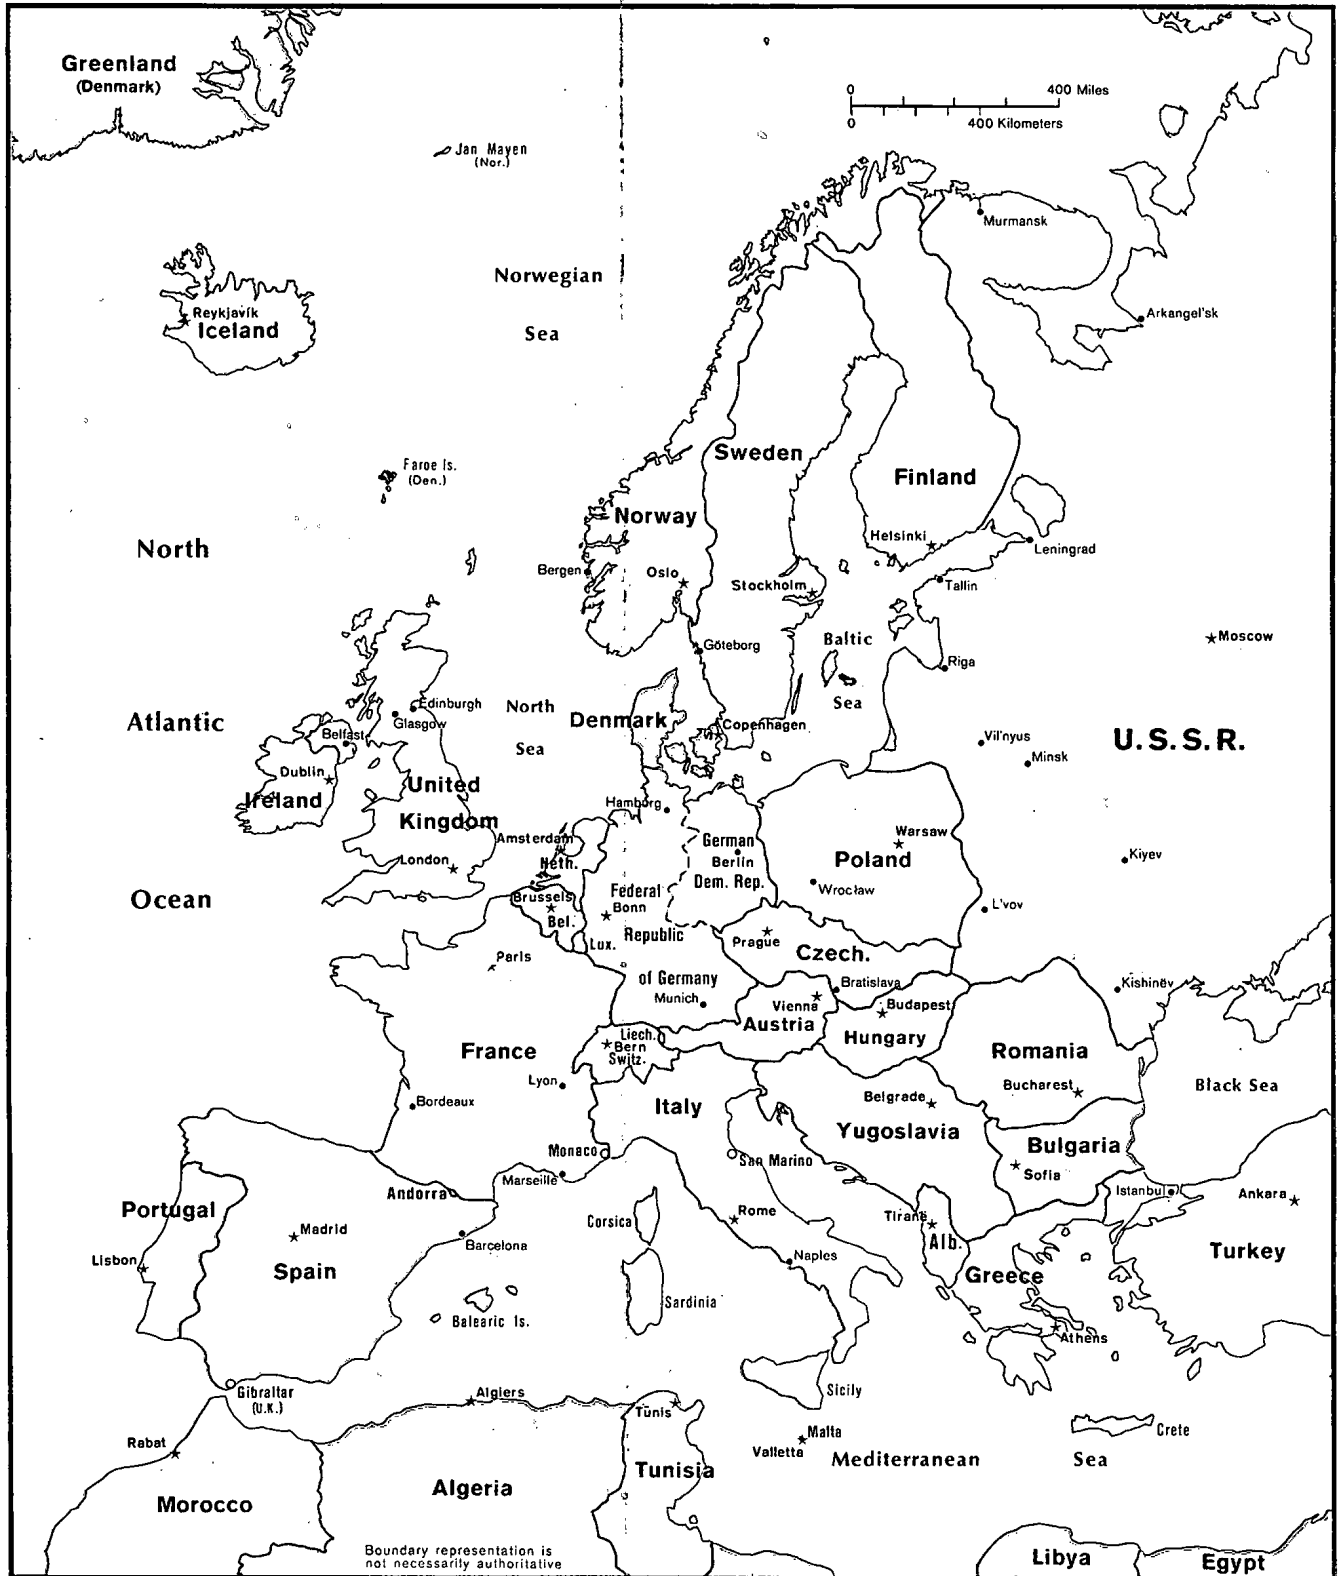 Greenland
(Denmark)
0 400 Miles
0 400 Kilometers
Jan Mayen
(Nor.)
Murmansk
Norwegian
Sea
Reykjavík
Iceland
Arkangel'sk
Sweden
Faroe Is.
(Den.)
Finland
Norway
Helsinki
Leningrad
North
Bergen
Oslo
Stockholm
Tallin
Baltic
Sea
Moscow
Göteborg
Riga
Edinburgh
Glasgow
North
Sea
Denmark
Copenhagen
Atlantic
Belfast
Vil'nyus
U.S.S.R.
Minsk
Dublin
Ireland
United
Kingdom
Hamburg
Amsterdam
Neth.
German
Berlin
Dem. Rep.
Warsaw
Poland
Kiyev
London
Wrocław
Ocean
Brussels
Bel.
Federal
Bonn
Republic
of Germany
L'vov
Lux.
Prague
Czech.
Paris
Munich
Bratislava
Vienna
Austria
Budapest
Hungary
Kishinëv
France
Liech.
Bern
Switz.
Romania
Lyon
Bucharest
Black Sea
Bordeaux
Italy
Belgrade
Yugoslavia
Bulgaria
Sofia
Monaco
San Marino
Marseille
Andorra
Istanbul
Ankara
Portugal
Madrid
Corsica
Rome
Tiranë
Alb.
Lisbon
Spain
Barcelona
Naples
Greece
Turkey
Sardinia
Balearic Is.
Athens
Gibraltar
(U.K.)
Algiers
Tunis
Sicily
Malta
Valletta
Crete
Rabat
Mediterranean
Sea
Morocco
Algeria
Tunisia
Boundary representation is
not necessarily authoritative
Libya
Egypt